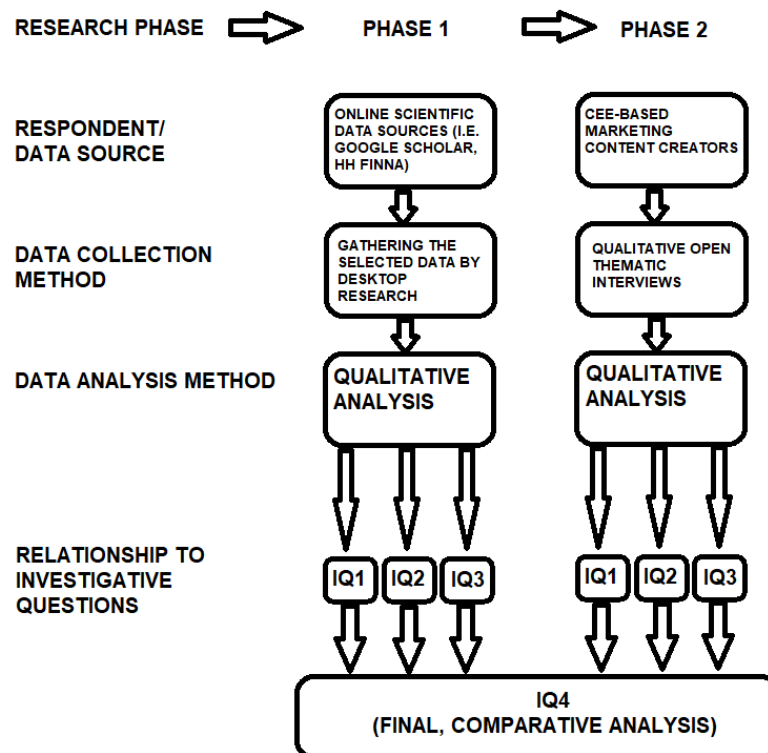 RESEARCH PHASE
PHASE 1
PHASE 2
RESPONDENT/
DATA SOURCE
ONLINE SCIENTIFIC
DATA SOURCES (I.E.
GOOGLE SCHOLAR,
HH FINNA)
CEE-BASED
MARKETING
CONTENT CREATORS
DATA COLLECTION
METHOD
GATHERING THE
SELECTED DATA BY
DESKTOP
RESEARCH
QUALITATIVE OPEN
THEMATIC
INTERVIEWS
DATA ANALYSIS METHOD
QUALITATIVE
ANALYSIS
QUALITATIVE
ANALYSIS
RELATIONSHIP TO
INVESTIGATIVE
QUESTIONS
IQ1
IQ2
IQ3
IQ1
IQ2
IQ3
IQ4
(FINAL, COMPARATIVE ANALYSIS)